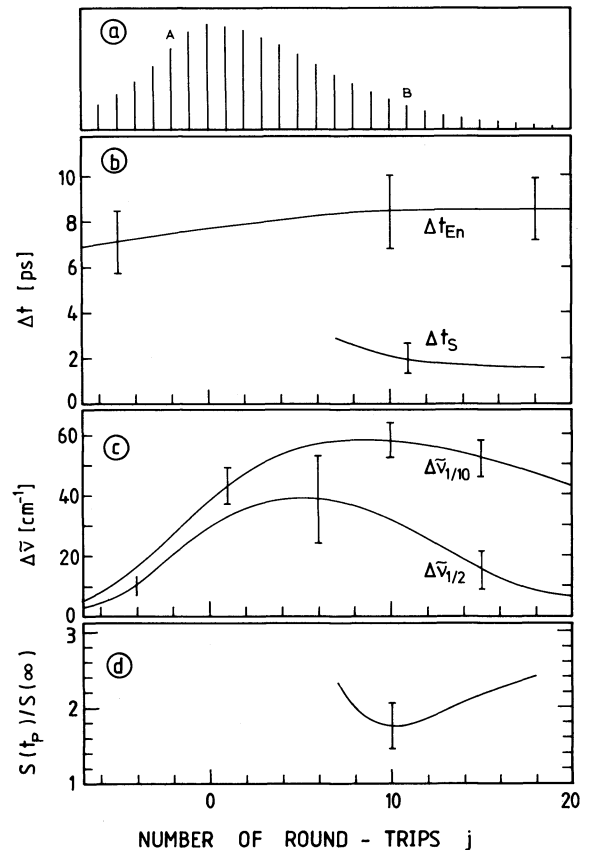 a
A
B
b
10
8
6
4
2
0
Δt [ps]
Δt_En
Δt_S
c
60
40
20
0
Δṽ [cm⁻¹]
Δṽ_1/10
Δṽ_1/2
d
3
2
1
S(t_p)/S(∞)
0 10 20
NUMBER OF ROUND - TRIPS j